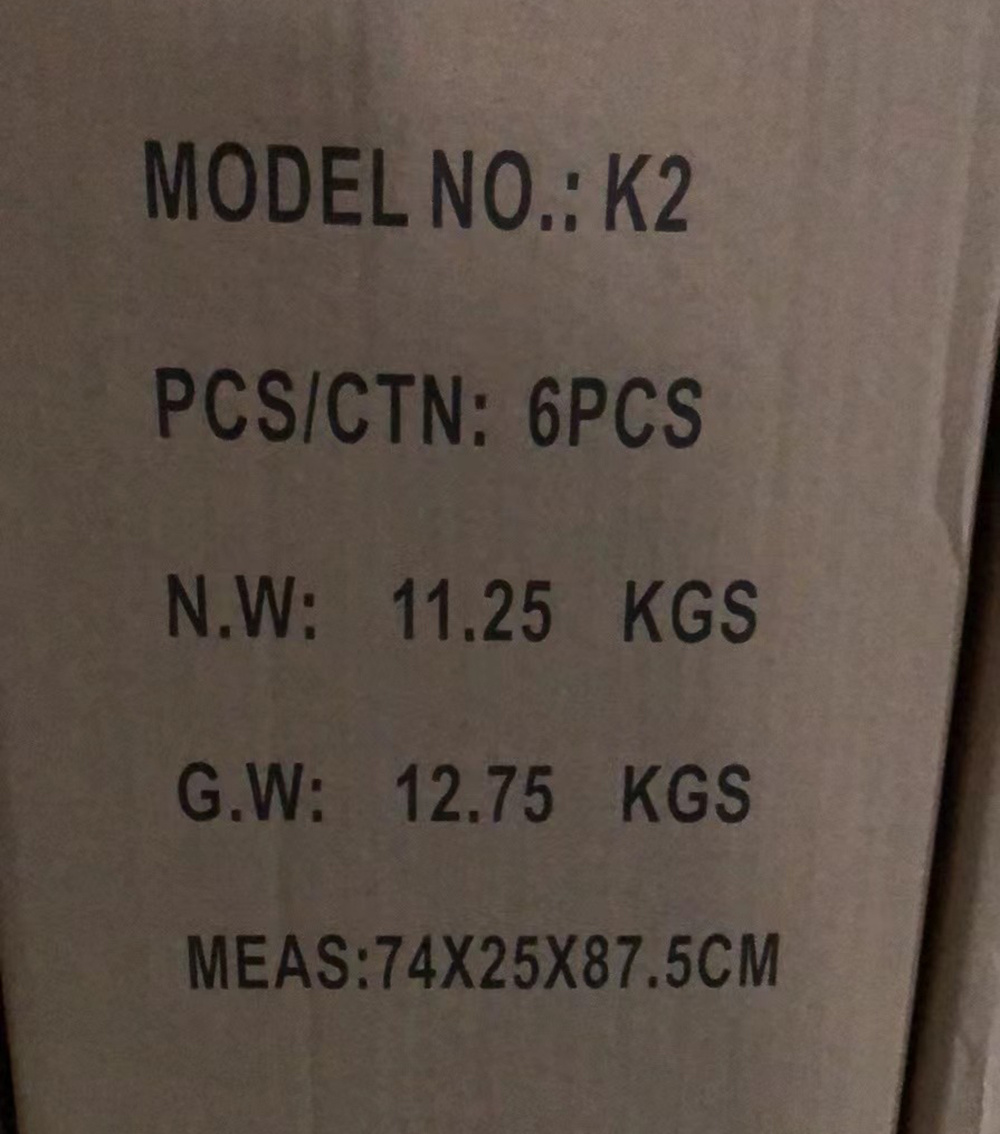 MODEL NO.: K2
PCS/CTN: 6PCS
N.W: 11.25 KGS
G.W: 12.75 KGS
MEAS:74X25X87.5CM